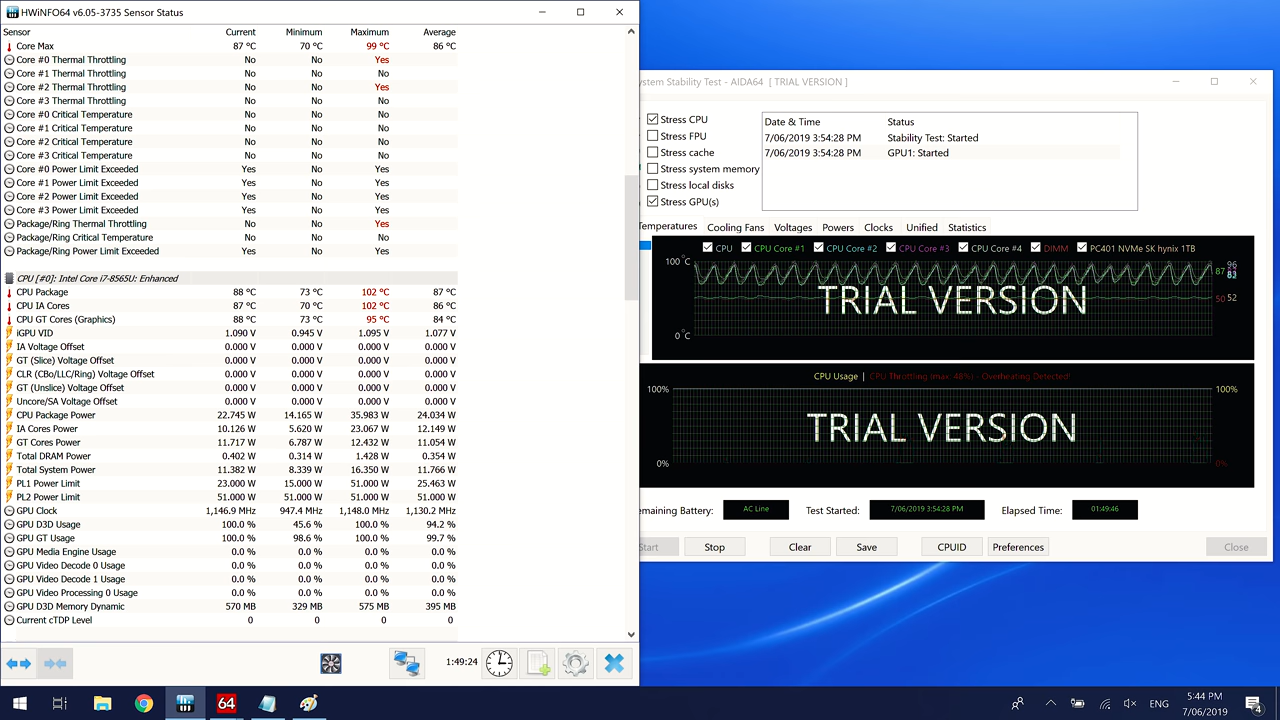 HWiNFO64 v6.05-3735 Sensor Status
Sensor Current Minimum Maximum Average
Core Max 87 °C 70 °C 99 °C 86 °C
Core #0 Thermal Throttling No No Yes
Core #1 Thermal Throttling No No No
Core #2 Thermal Throttling No No Yes
Core #3 Thermal Throttling No No No
Core #0 Critical Temperature No No No
Core #1 Critical Temperature No No No
Core #2 Critical Temperature No No No
Core #3 Critical Temperature No No No
Core #0 Power Limit Exceeded Yes No Yes
Core #1 Power Limit Exceeded Yes No Yes
Core #2 Power Limit Exceeded Yes No Yes
Core #3 Power Limit Exceeded Yes No Yes
Package/Ring Thermal Throttling No No Yes
Package/Ring Critical Temperature No No No
Package/Ring Power Limit Exceeded Yes No Yes
CPU [#0]: Intel Core i7-8565U: Enhanced
CPU Package 88 °C 73 °C 102 °C 87 °C
CPU IA Cores 87 °C 70 °C 102 °C 86 °C
CPU GT Cores (Graphics) 88 °C 73 °C 95 °C 84 °C
iGPU VID 1.090 V 0.945 V 1.095 V 1.077 V
IA Voltage Offset 0.000 V 0.000 V 0.000 V 0.000 V
GT (Slice) Voltage Offset 0.000 V 0.000 V 0.000 V 0.000 V
CLR (CBo/LLC/Ring) Voltage Offset 0.000 V 0.000 V 0.000 V 0.000 V
GT (Unslice) Voltage Offset 0.000 V 0.000 V 0.000 V 0.000 V
Uncore/SA Voltage Offset 0.000 V 0.000 V 0.000 V 0.000 V
CPU Package Power 22.745 W 14.165 W 35.983 W 24.034 W
IA Cores Power 10.126 W 5.620 W 23.067 W 12.149 W
GT Cores Power 11.717 W 6.787 W 12.432 W 11.054 W
Total DRAM Power 0.402 W 0.314 W 1.428 W 0.354 W
Total System Power 11.382 W 8.339 W 16.350 W 11.766 W
PL1 Power Limit 23.000 W 15.000 W 51.000 W 25.463 W
PL2 Power Limit 51.000 W 51.000 W 51.000 W 51.000 W
GPU Clock 1,146.9 MHz 947.4 MHz 1,148.0 MHz 1,130.2 MHz
GPU D3D Usage 100.0 % 45.6 % 100.0 % 94.2 %
GPU GT Usage 100.0 % 98.6 % 100.0 % 99.7 %
GPU Media Engine Usage 0.0 % 0.0 % 0.0 % 0.0 %
GPU Video Decode 0 Usage 0.0 % 0.0 % 0.0 % 0.0 %
GPU Video Decode 1 Usage 0.0 % 0.0 % 0.0 % 0.0 %
GPU Video Processing 0 Usage 0.0 % 0.0 % 0.0 % 0.0 %
GPU D3D Memory Dynamic 570 MB 329 MB 575 MB 395 MB
Current cTDP Level 0 0 0 0
1:49:24
ystem Stability Test - AIDA64 [ TRIAL VERSION ]
Stress CPU
Stress FPU
Stress cache
Stress system memory
Stress local disks
Stress GPU(s)
Date & Time Status
7/06/2019 3:54:28 PM Stability Test: Started
7/06/2019 3:54:28 PM GPU1: Started
emperatures Cooling Fans Voltages Powers Clocks Unified Statistics
CPU CPU Core #1 CPU Core #2 CPU Core #3 CPU Core #4 DIMM PC401 NVMe SK hynix 1TB
100°C
87 96
83
TRIAL VERSION
50 52
0°C
CPU Usage | CPU Throttling (max: 48%) - Overheating Detected!
100% 100%
TRIAL VERSION
0% 0%
emaining Battery: AC Line Test Started: 7/06/2019 3:54:28 PM Elapsed Time: 01:49:46
Start Stop Clear Save CPUID Preferences Close
64
ENG
5:44 PM
7/06/2019
4